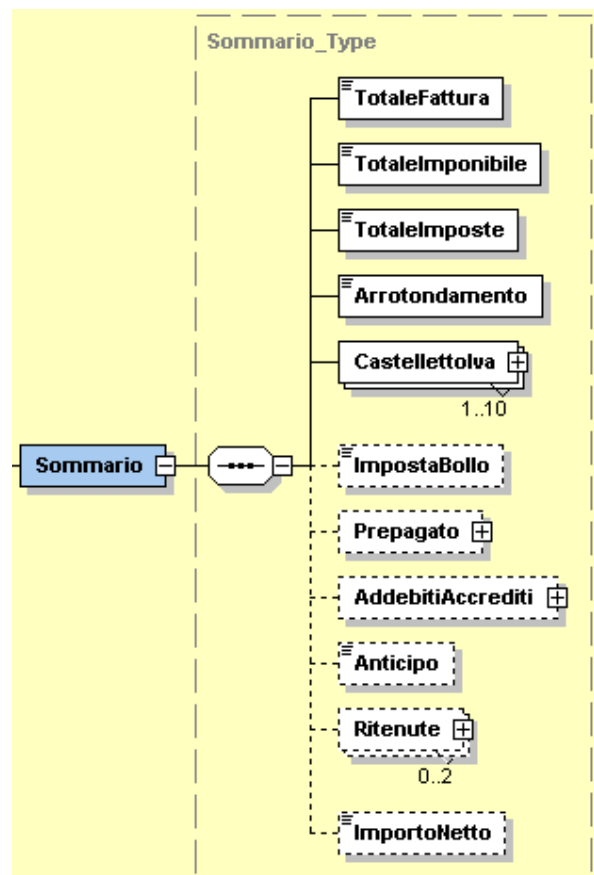 Sommario_Type
TotaleFattura
TotaleImponibile
TotaleImposte
Arrotondamento
CastellettoIva
1..10
Sommario
ImpostaBollo
Prepagato
AddebitiAccrediti
Anticipo
Ritenute
0..2
ImportoNetto